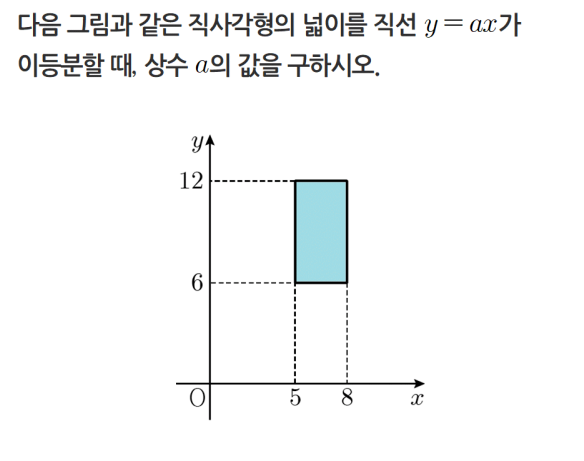 다음 그림과 같은 직사각형의 넓이를 직선 y = ax가
이등분할 때, 상수 a의 값을 구하시오.
y
12
6
O 5 8 x